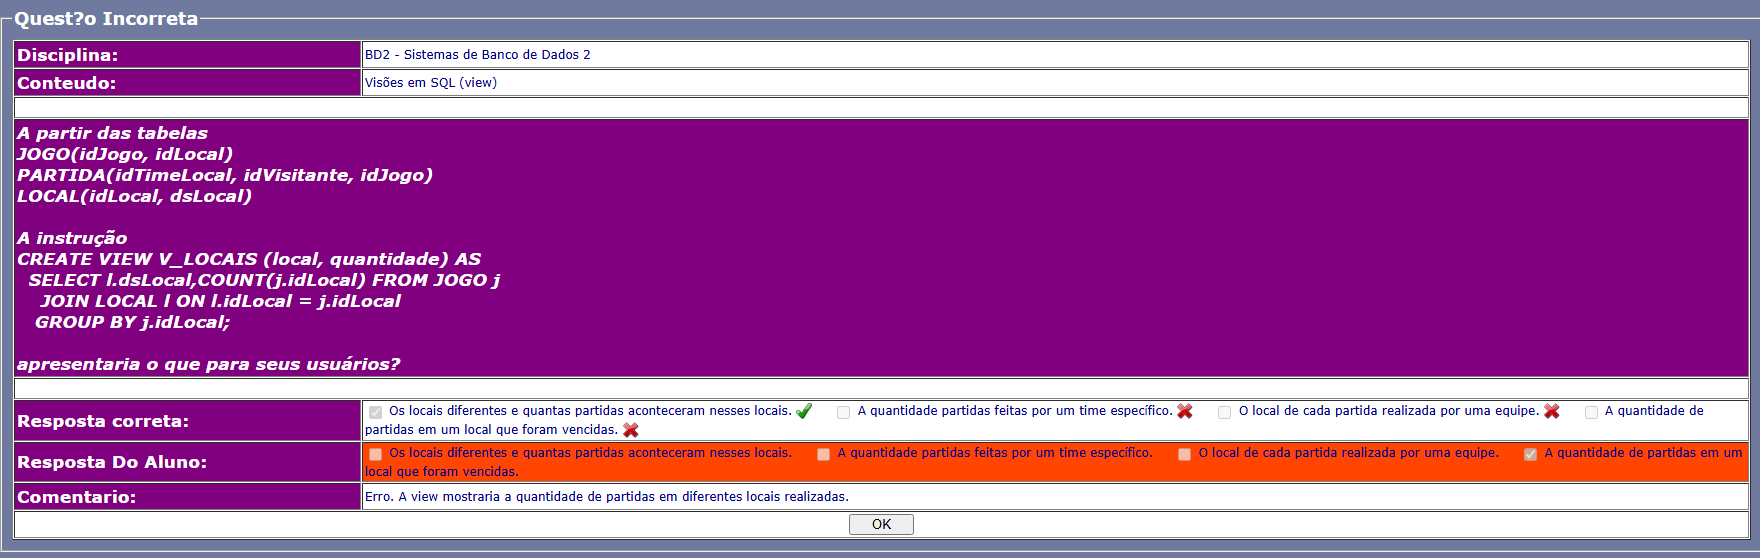 Quest?o Incorreta
Disciplina: BD2 - Sistemas de Banco de Dados 2
Conteudo: Visões em SQL (view)
A partir das tabelas
JOGO(idJogo, idLocal)
PARTIDA(idTimeLocal, idVisitante, idJogo)
LOCAL(idLocal, dsLocal)
A instrução
CREATE VIEW V_LOCAIS (local, quantidade) AS
SELECT l.dsLocal,COUNT(j.idLocal) FROM JOGO j
JOIN LOCAL l ON l.idLocal = j.idLocal
GROUP BY j.idLocal;
apresentaria o que para seus usuários?
Resposta correta: Os locais diferentes e quantas partidas aconteceram nesses locais. A quantidade partidas feitas por um time específico. O local de cada partida realizada por uma equipe. A quantidade de
partidas em um local que foram vencidas.
Resposta Do Aluno: Os locais diferentes e quantas partidas aconteceram nesses locais. A quantidade partidas feitas por um time específico. O local de cada partida realizada por uma equipe. A quantidade de partidas em um
local que foram vencidas.
Comentario: Erro. A view mostraria a quantidade de partidas em diferentes locais realizadas.
OK